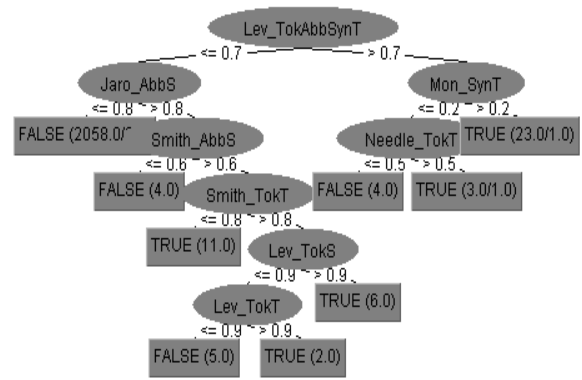 Lev_TokAbbSynT
<= 0.7 > 0.7
Jaro_AbbS Mon_SynT
<= 0.8 > 0.8 <= 0.2 > 0.2
FALSE (2058.0/ Smith_AbbS Needle_TokT TRUE (23.0/1.0)
<= 0.6 > 0.6 <= 0.5 > 0.5
FALSE (4.0) Smith_TokT FALSE (4.0) TRUE (3.0/1.0)
<= 0.8 > 0.8
TRUE (11.0) Lev_TokS
<= 0.9 > 0.9
Lev_TokT TRUE (6.0)
<= 0.9 > 0.9
FALSE (5.0) TRUE (2.0)